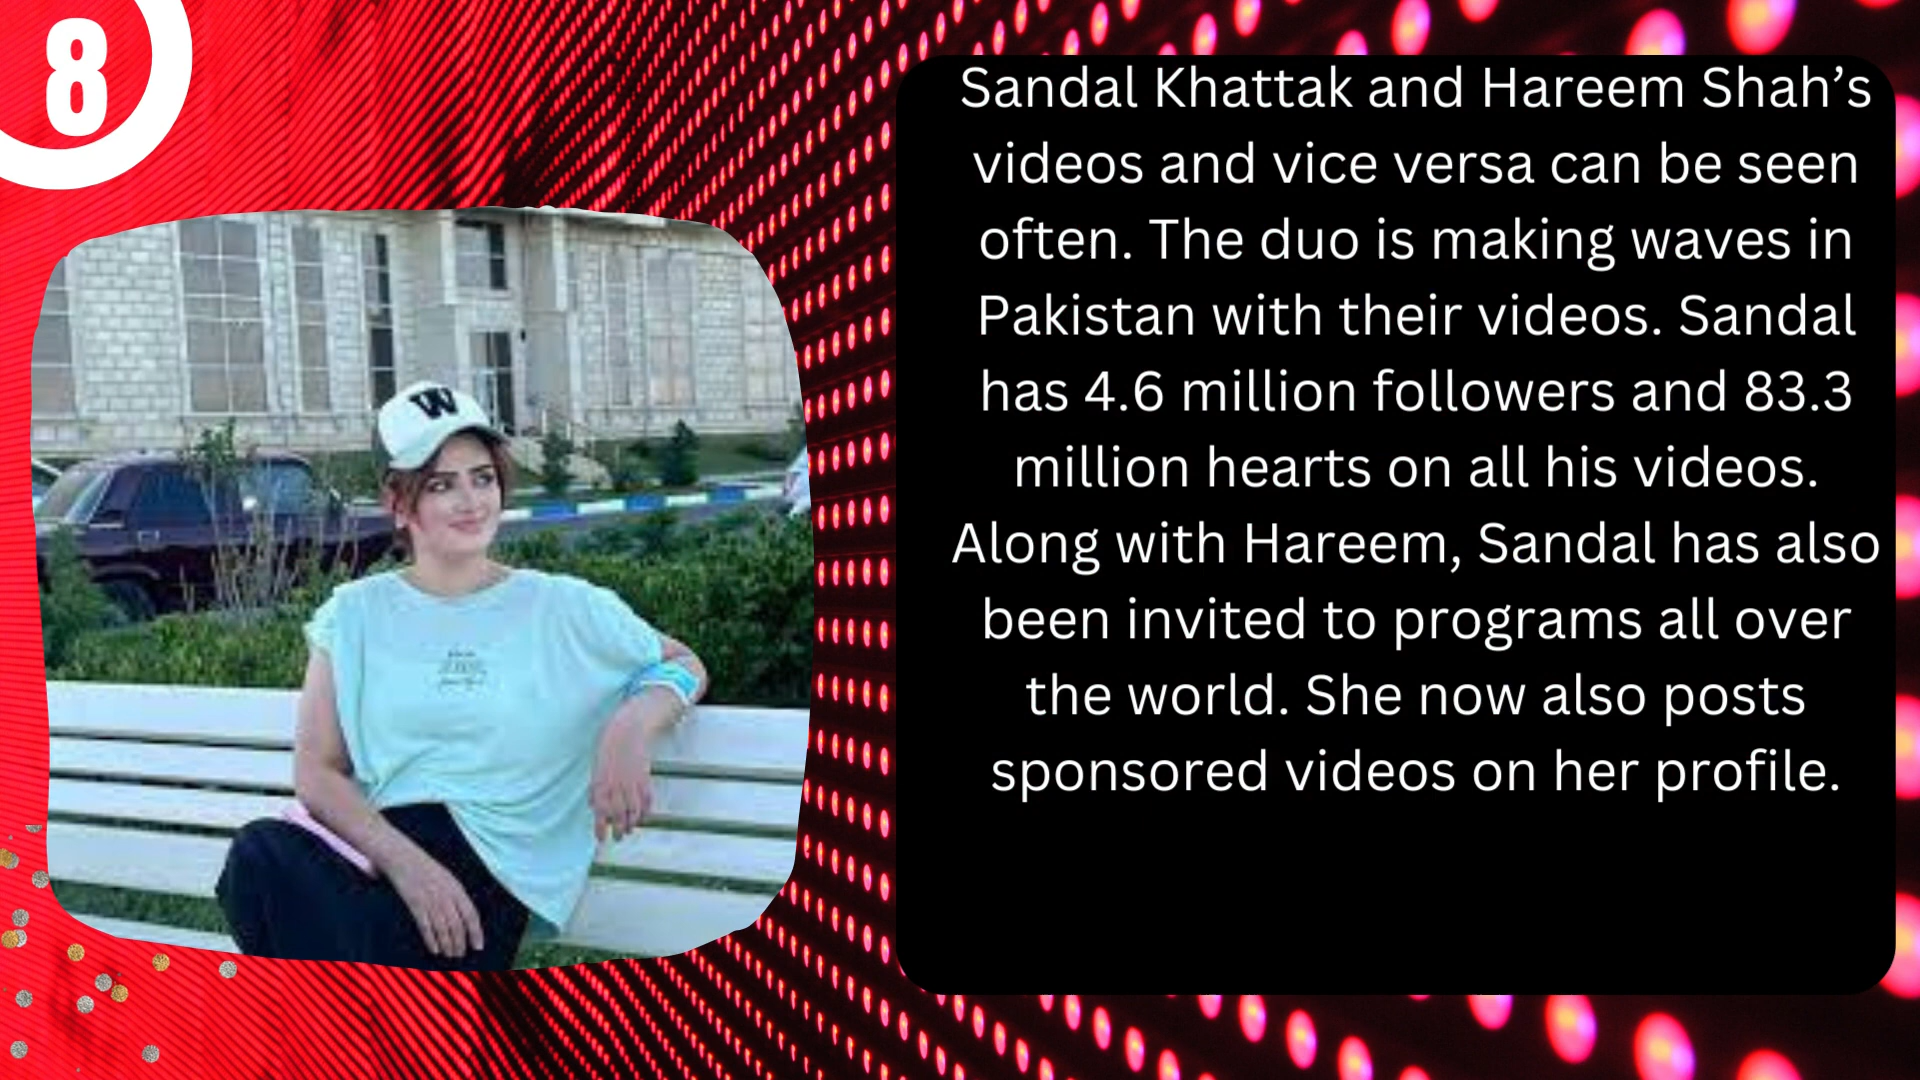 8
Sandal Khattak and Hareem Shah’s
videos and vice versa can be seen
often. The duo is making waves in
Pakistan with their videos. Sandal
has 4.6 million followers and 83.3
million hearts on all his videos.
Along with Hareem, Sandal has also
been invited to programs all over
the world. She now also posts
sponsored videos on her profile.
W